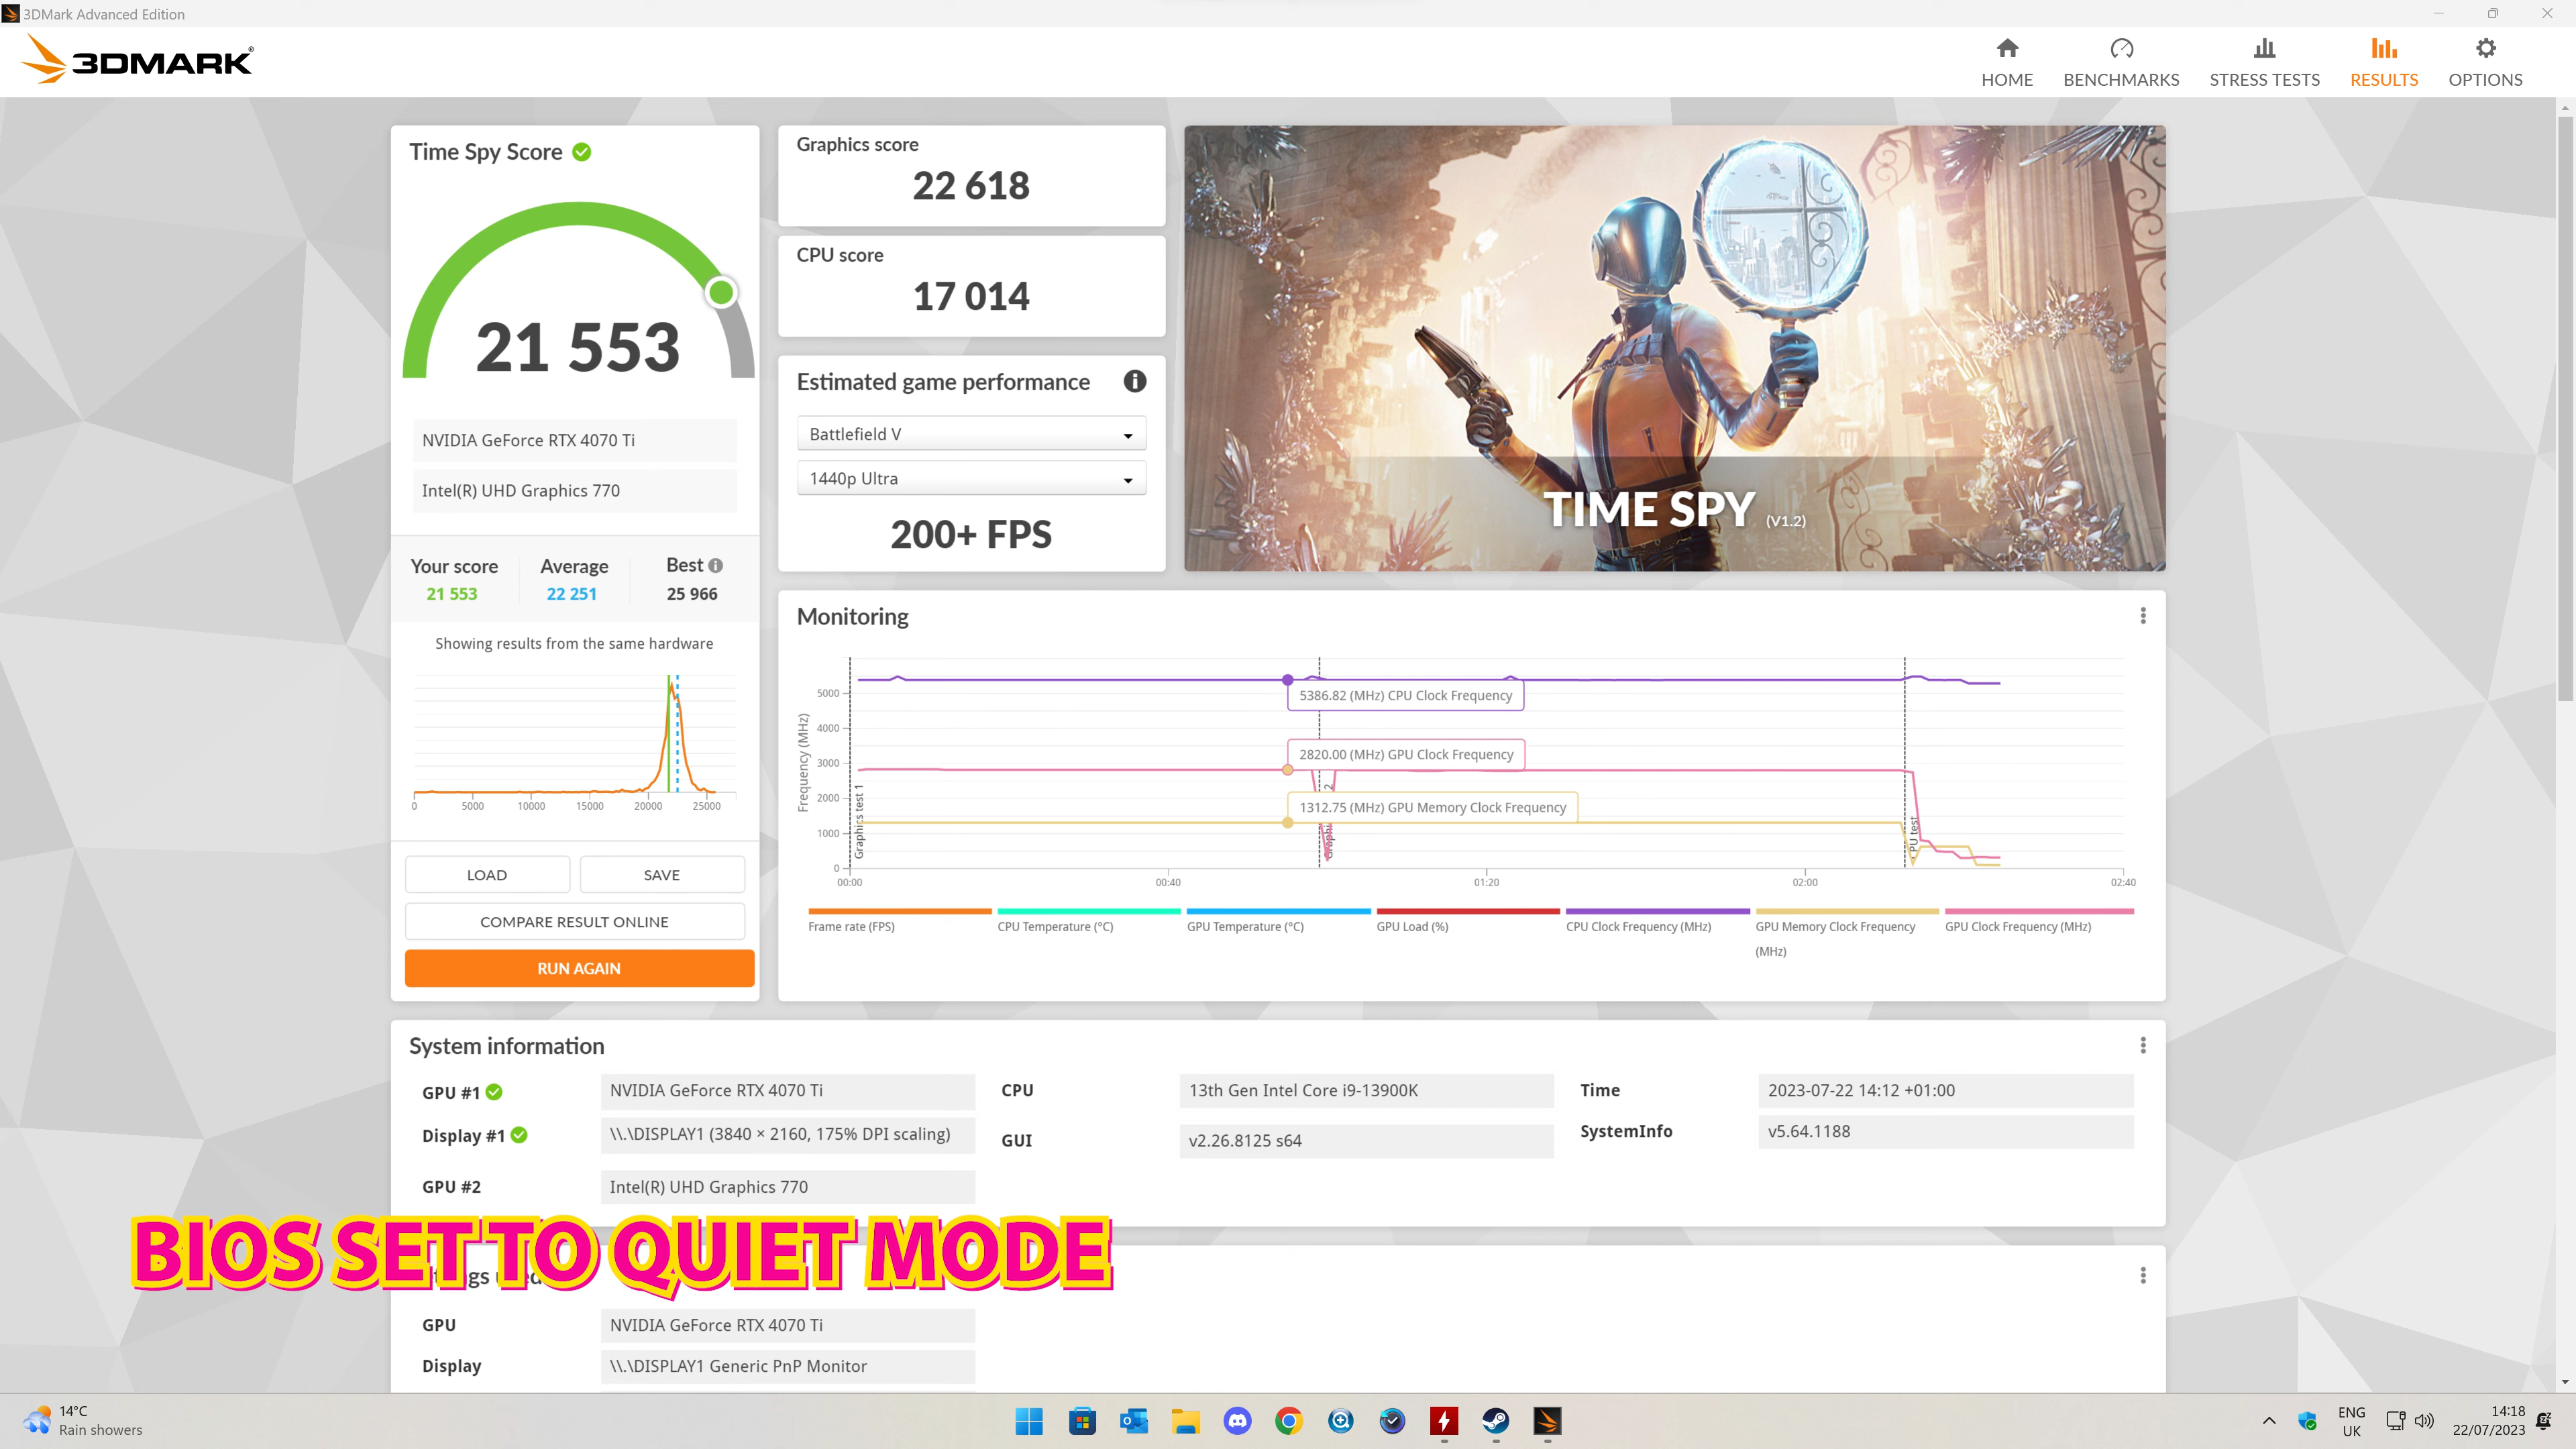 3DMark Advanced Edition
3DMARK®
HOME
BENCHMARKS
STRESS TESTS
RESULTS
OPTIONS
Time Spy Score
21 553
NVIDIA GeForce RTX 4070 Ti
Intel(R) UHD Graphics 770
Your score
Average
Best
21 553
22 251
25 966
Showing results from the same hardware
0 5000 10000 15000 20000 25000
LOAD
SAVE
COMPARE RESULT ONLINE
RUN AGAIN
Graphics score
22 618
CPU score
17 014
Estimated game performance
Battlefield V
1440p Ultra
200+ FPS
TIME SPY (V1.2)
Monitoring
Frequency (MHz)
5000
4000
3000
2000
1000
0
Graphics test 1
5386.82 (MHz) CPU Clock Frequency
2820.00 (MHz) GPU Clock Frequency
1312.75 (MHz) GPU Memory Clock Frequency
00:00 00:40 01:20 02:00 02:40
Frame rate (FPS)
CPU Temperature (°C)
GPU Temperature (°C)
GPU Load (%)
CPU Clock Frequency (MHz)
GPU Memory Clock Frequency
(MHz)
GPU Clock Frequency (MHz)
System information
GPU #1
NVIDIA GeForce RTX 4070 Ti
Display #1
\\.\DISPLAY1 (3840 × 2160, 175% DPI scaling)
GPU #2
Intel(R) UHD Graphics 770
CPU
13th Gen Intel Core i9-13900K
GUI
v2.26.8125 s64
Time
2023-07-22 14:12 +01:00
SystemInfo
v5.64.1188
BIOS SET TO QUIET MODE
GPU
NVIDIA GeForce RTX 4070 Ti
Display
\\.\DISPLAY1 Generic PnP Monitor
14°C
Rain showers
ENG
UK
14:18
22/07/2023